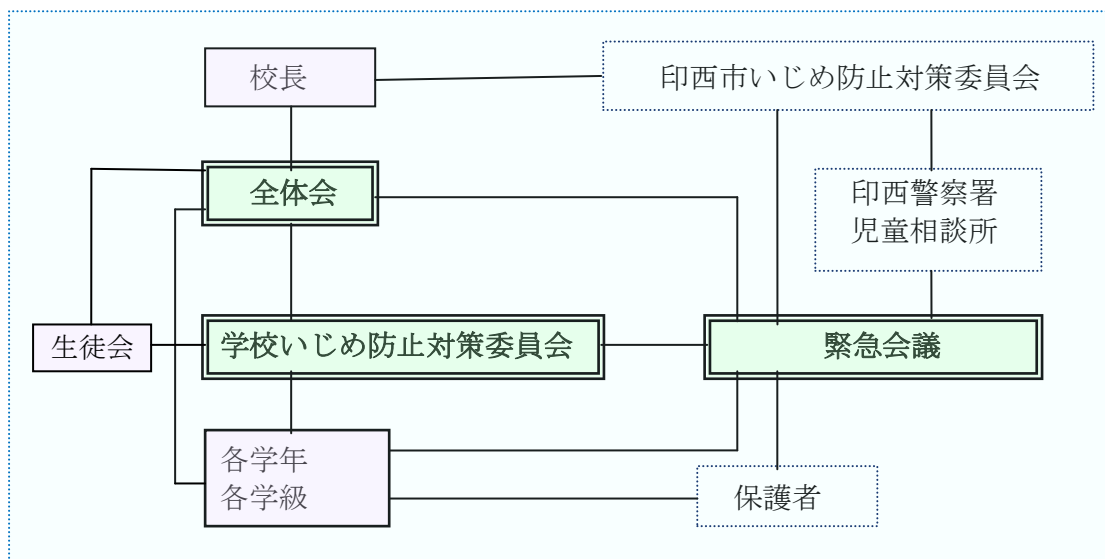 校長
印西市いじめ防止対策委員会
全体会
印西警察署
児童相談所
生徒会
学校いじめ防止対策委員会
緊急会議
各学年
各学級
保護者